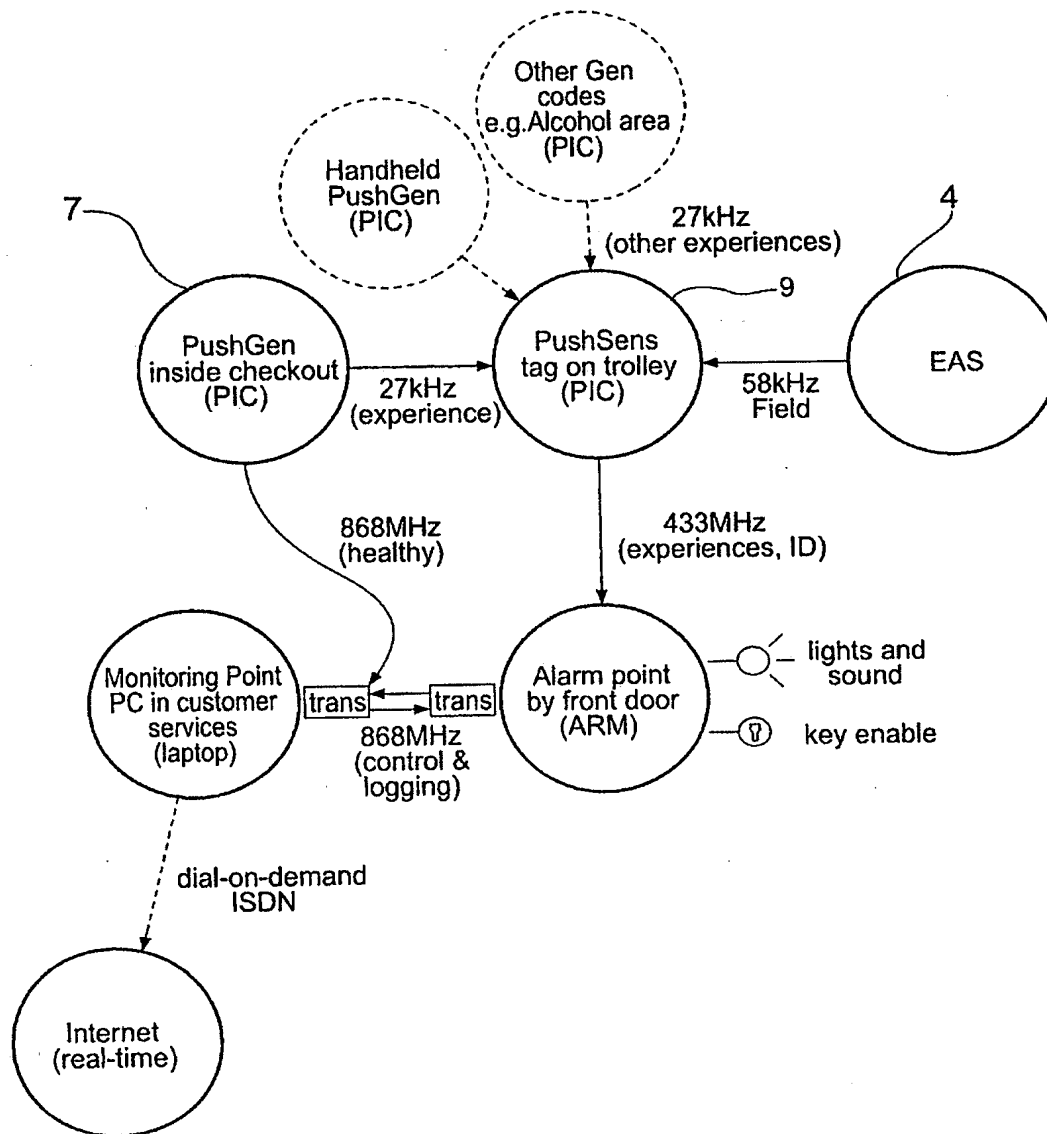 Other Gen
codes
e.g.Alcohol area
(PIC)
Handheld
PushGen
(PIC)
7
27kHz
(other experiences)
4
9
PushGen
inside checkout
(PIC)
27kHz
(experience)
PushSens
tag on trolley
(PIC)
58kHz
Field
EAS
868MHz
(healthy)
433MHz
(experiences, ID)
Monitoring Point
PC in customer
services
(laptop)
trans
trans
868MHz
(control &
logging)
Alarm point
by front door
(ARM)
lights and
sound
key enable
dial-on-demand
ISDN
Internet
(real-time)